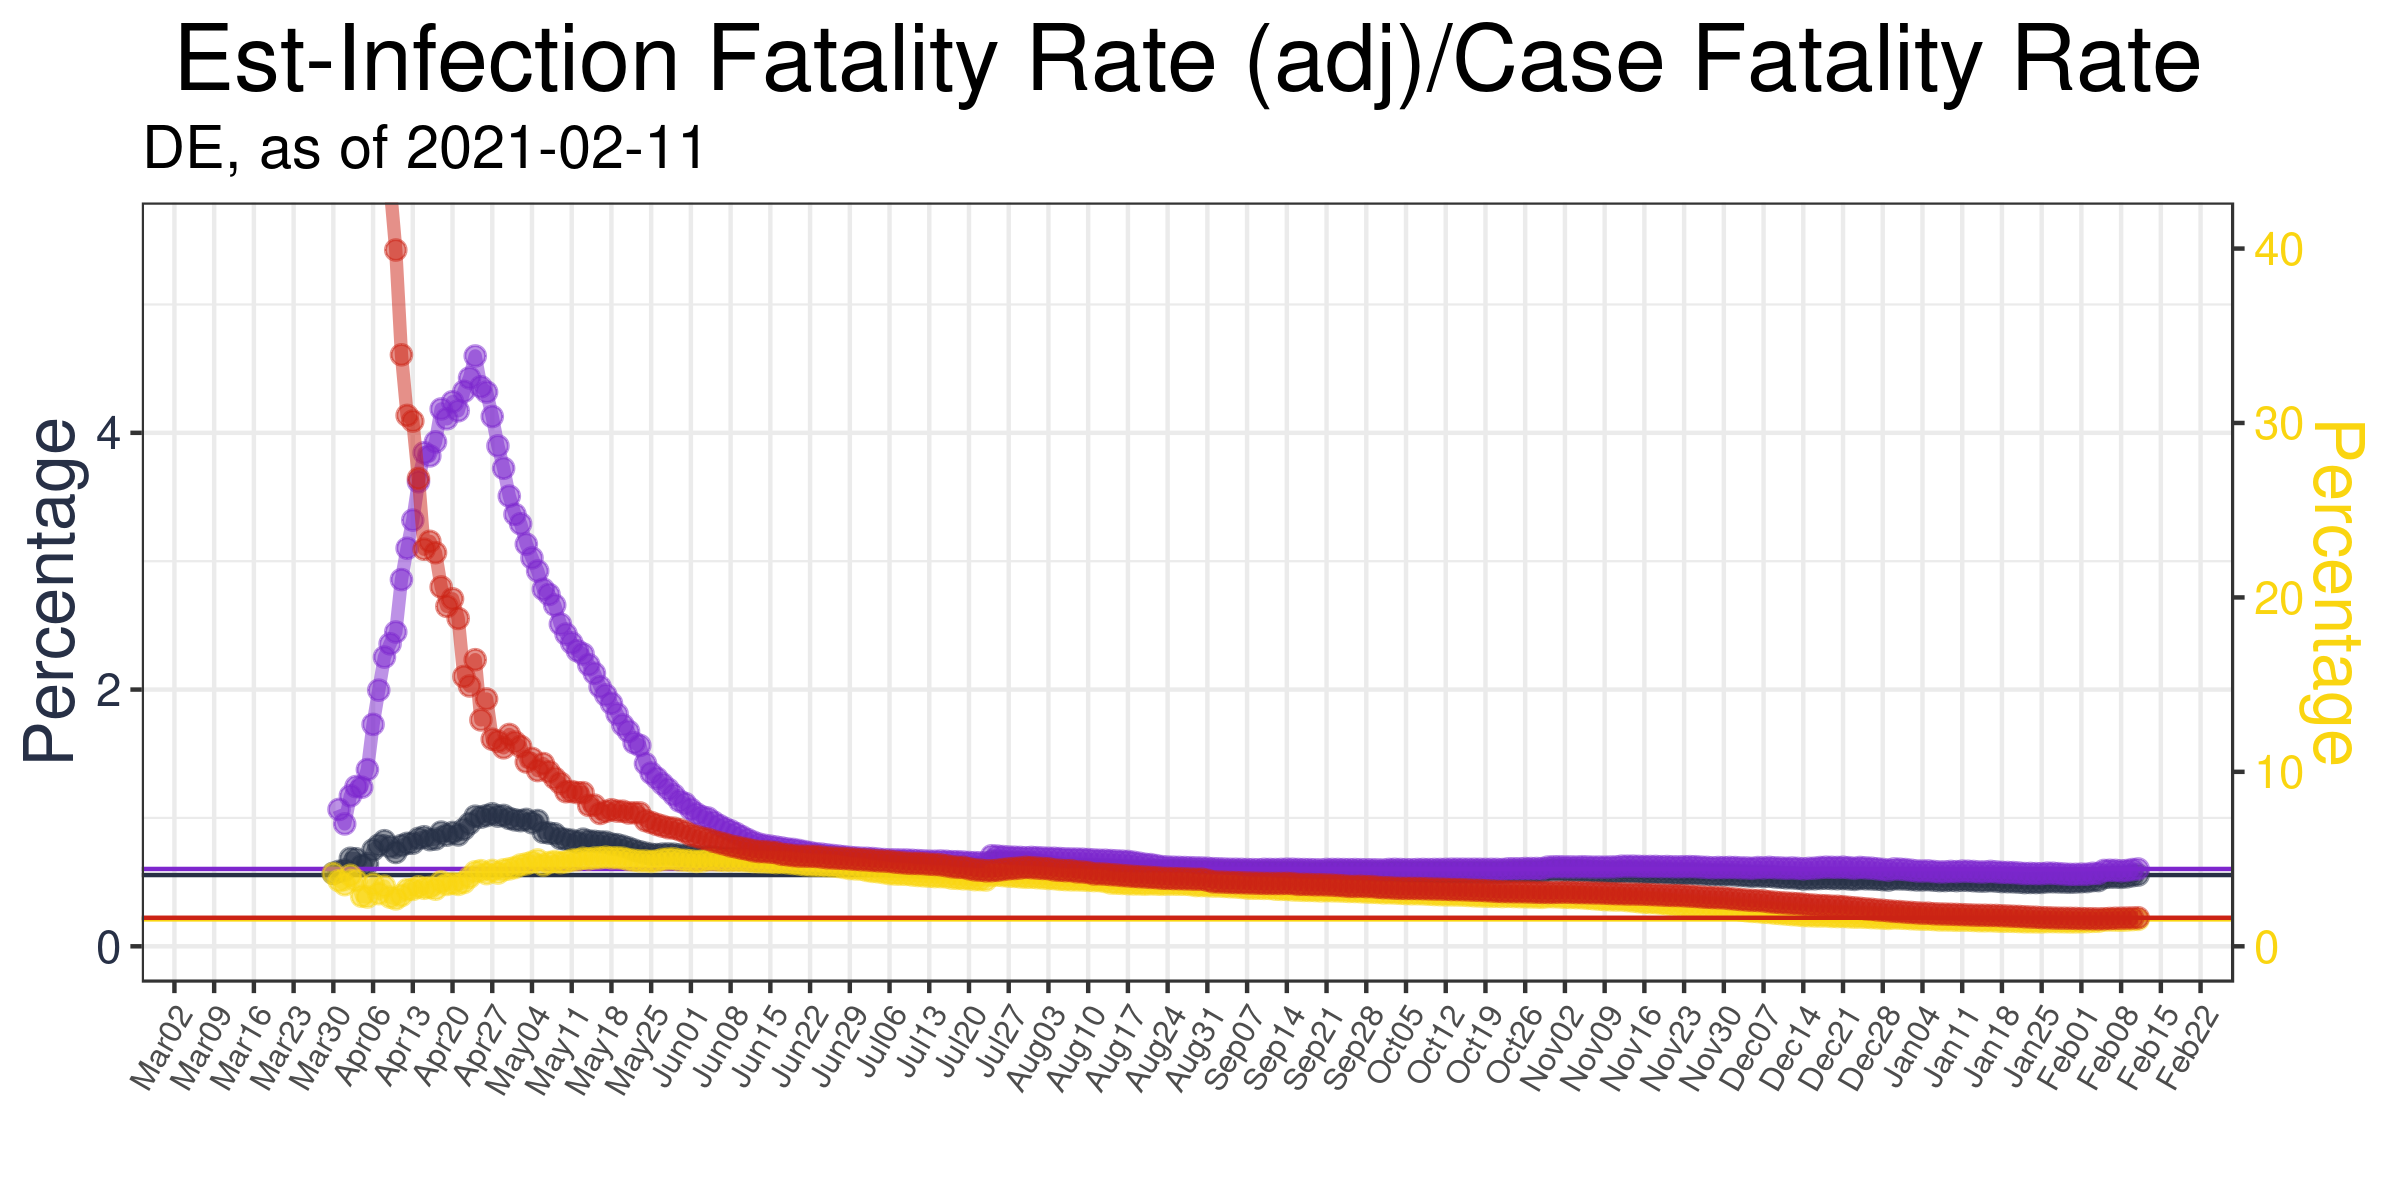 Est-Infection Fatality Rate (adj)/Case Fatality Rate
DE, as of 2021-02-11
Percentage
4
2
0
40
30
20
10
0
Percentage
Mar02
Mar09
Mar16
Mar23
Mar30
Apr06
Apr13
Apr20
Apr27
May04
May11
May18
May25
Jun01
Jun08
Jun15
Jun22
Jun29
Jul06
Jul13
Jul20
Jul27
Aug03
Aug10
Aug17
Aug24
Aug31
Sep07
Sep14
Sep21
Sep28
Oct05
Oct12
Oct19
Oct26
Nov02
Nov09
Nov16
Nov23
Nov30
Dec07
Dec14
Dec21
Dec28
Jan04
Jan11
Jan18
Jan25
Feb01
Feb08
Feb15
Feb22